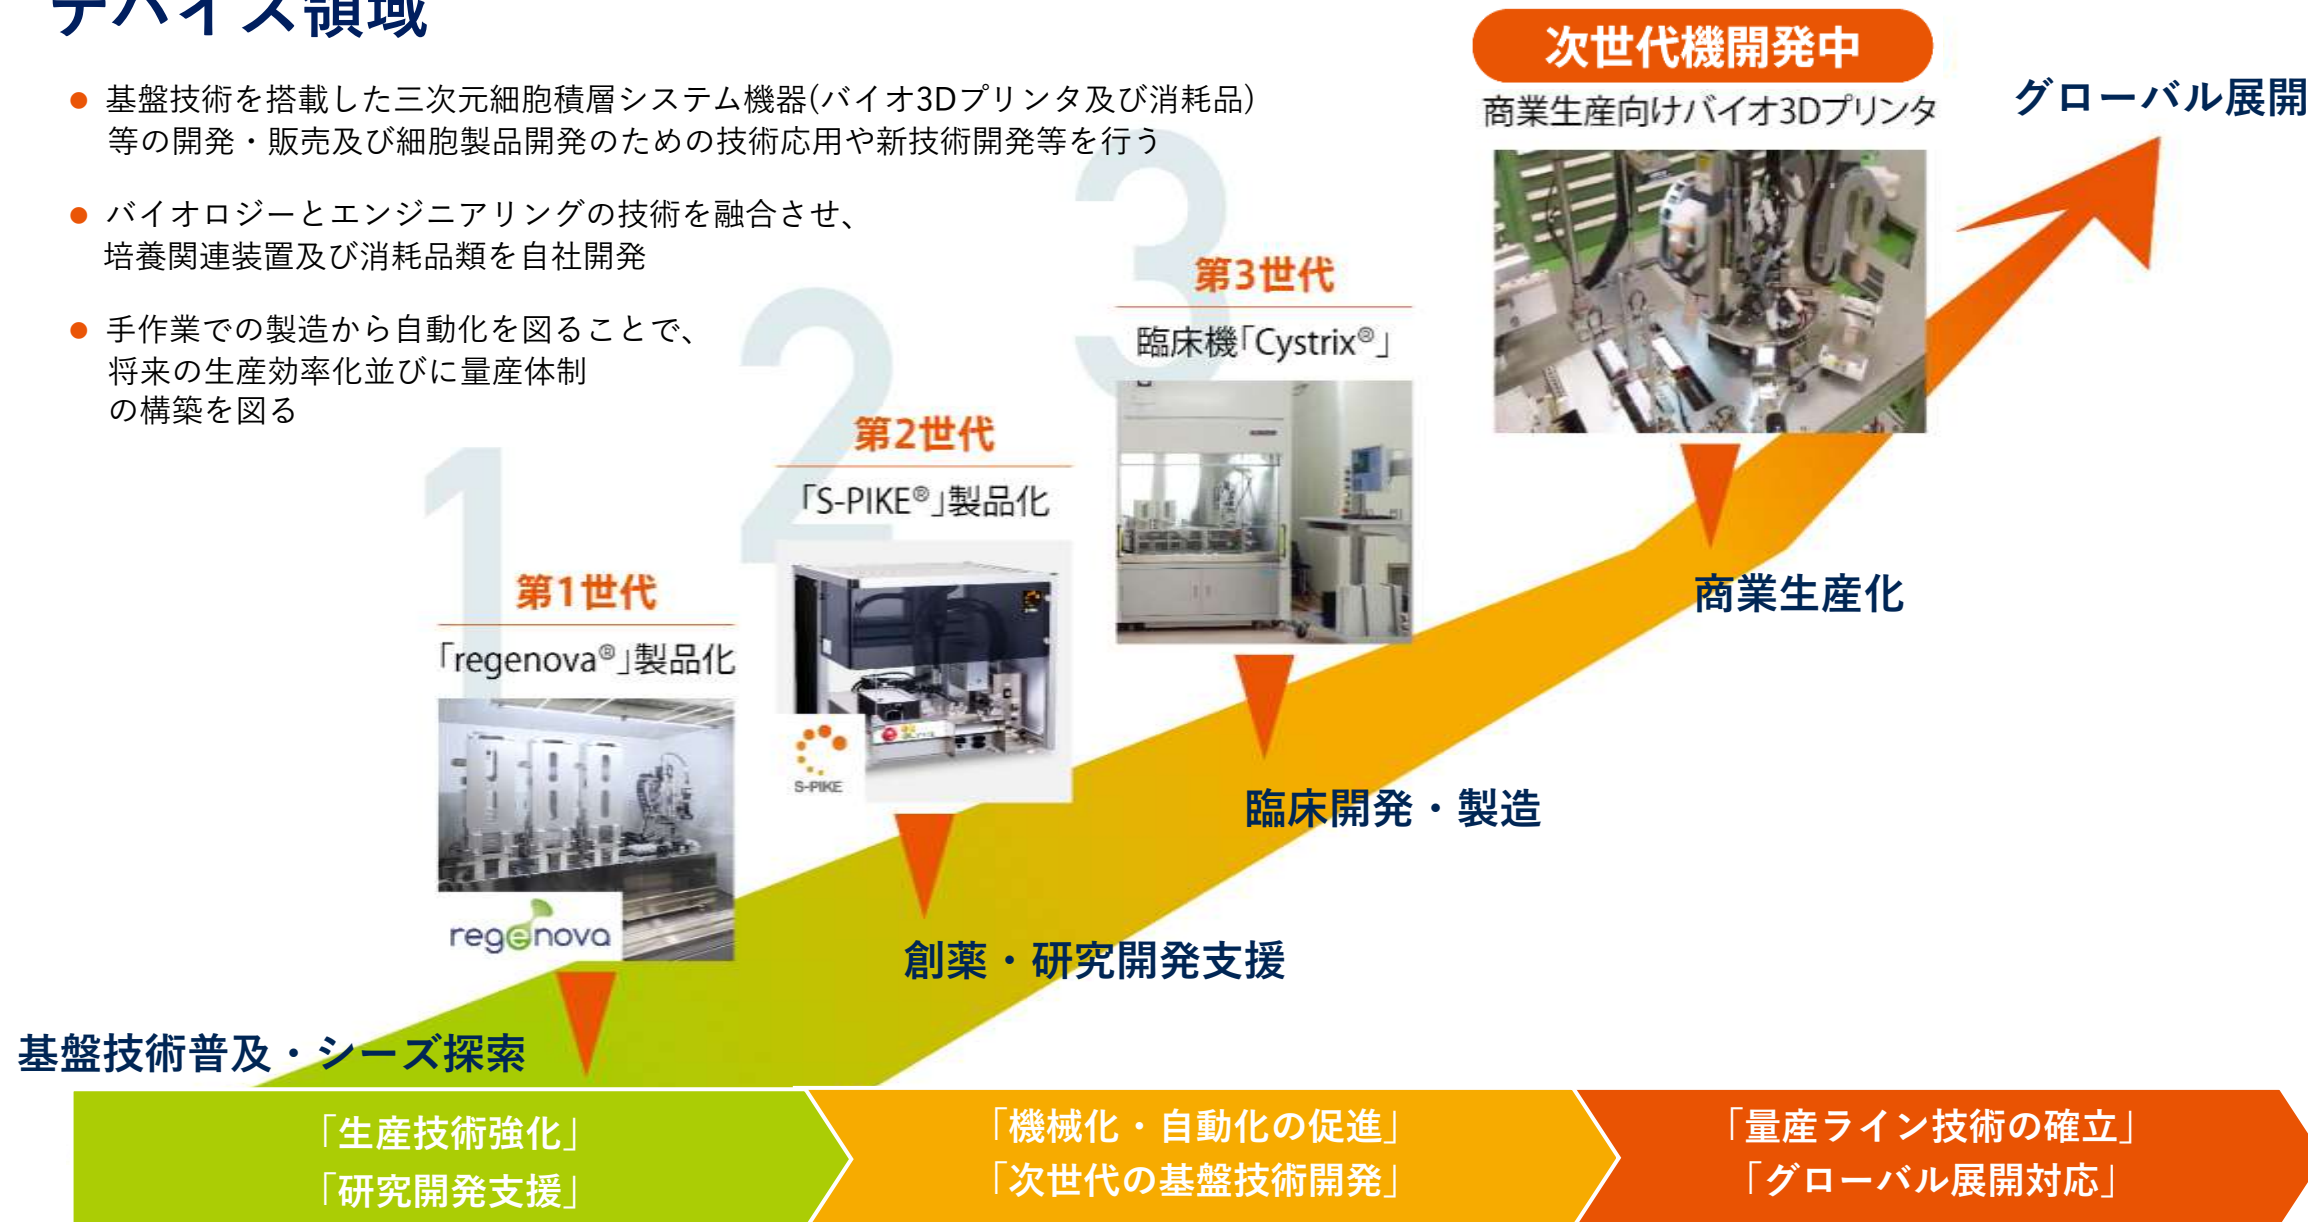 デバイス領域
● 基盤技術を搭載した三次元細胞積層システム機器(バイオ3Dプリンタ及び消耗品)
等の開発・販売及び細胞製品開発のための技術応用や新技術開発等を行う
● バイオロジーとエンジニアリングの技術を融合させ、
培養関連装置及び消耗品類を自社開発
● 手作業での製造から自動化を図ることで、
将来の生産効率化並びに量産体制
の構築を図る
1
第1世代
「regenova®」製品化
regenova
基盤技術普及・シーズ探索
2
第2世代
「S-PIKE®」製品化
S-PIKE
創薬・研究開発支援
3
第3世代
臨床機「Cystrix®」
臨床開発・製造
次世代機開発中
商業生産向けバイオ3Dプリンタ
商業生産化
グローバル展開
「生産技術強化」
「研究開発支援」
「機械化・自動化の促進」
「次世代の基盤技術開発」
「量産ライン技術の確立」
「グローバル展開対応」